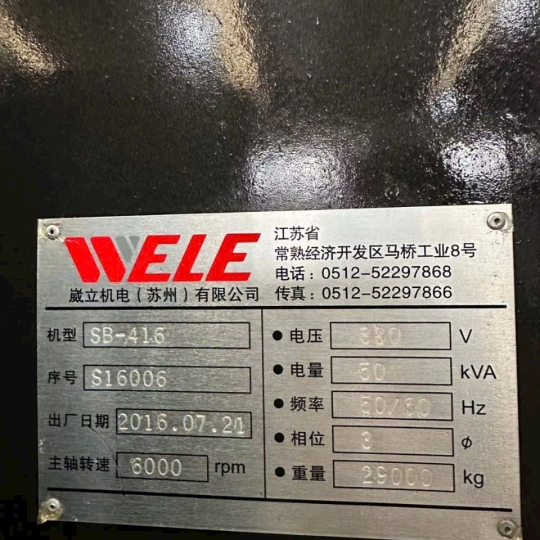 WELE
江苏省
常熟经济开发区马桥工业8号
电话：0512-52297868
崴立机电（苏州）有限公司 传真：0512-52297866
机型 SB-416
序号 S16006
出厂日期 2016.07.21
主轴转速 6000 rpm
• 电压 380 V
• 电量 50 kVA
• 频率 50/60 Hz
• 相位 3 ø
• 重量 29000 kg